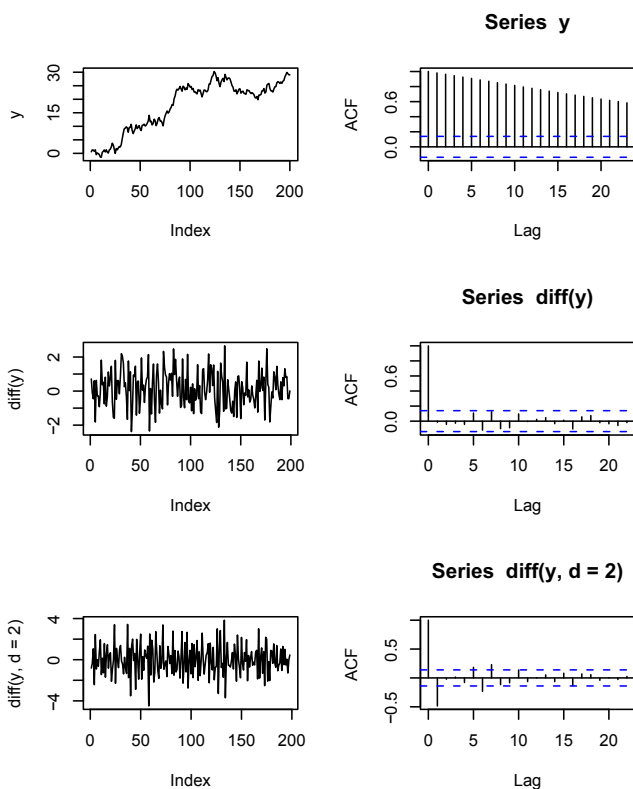 Series y
y
0 15 30
0 50 100 150 200
Index
ACF
0.0 0.6
0 5 10 15 20
Lag
Series diff(y)
diff(y)
−2 0 2
0 50 100 150 200
Index
ACF
0.0 0.6
0 5 10 15 20
Lag
Series diff(y, d = 2)
diff(y, d = 2)
−4 0 4
0 50 100 150 200
Index
ACF
−0.5 0.5
0 5 10 15 20
Lag